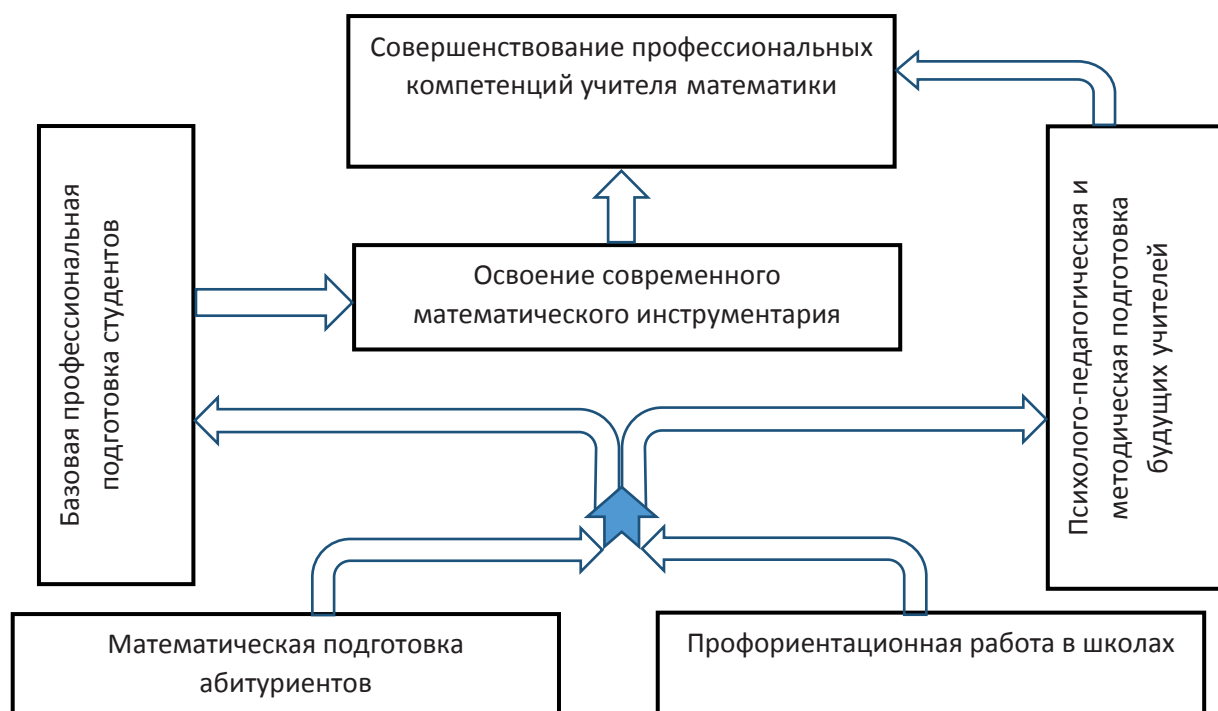 Совершенствование профессиональных
компетенций учителя математики
Базовая профессиональная
подготовка студентов
Освоение современного
математического инструментария
Психолого-педагогическая и
методическая подготовка
будущих учителей
Математическая подготовка
абитуриентов
Профориентационная работа в школах